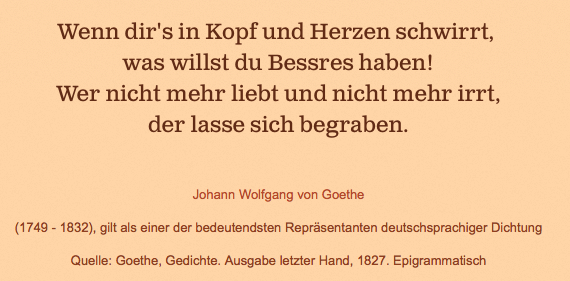 Wenn dir's in Kopf und Herzen schwirrt,
was willst du Bessres haben!
Wer nicht mehr liebt und nicht mehr irrt,
der lasse sich begraben.
Johann Wolfgang von Goethe
(1749 - 1832), gilt als einer der bedeutendsten Repräsentanten deutschsprachiger Dichtung
Quelle: Goethe, Gedichte. Ausgabe letzter Hand, 1827. Epigrammatisch